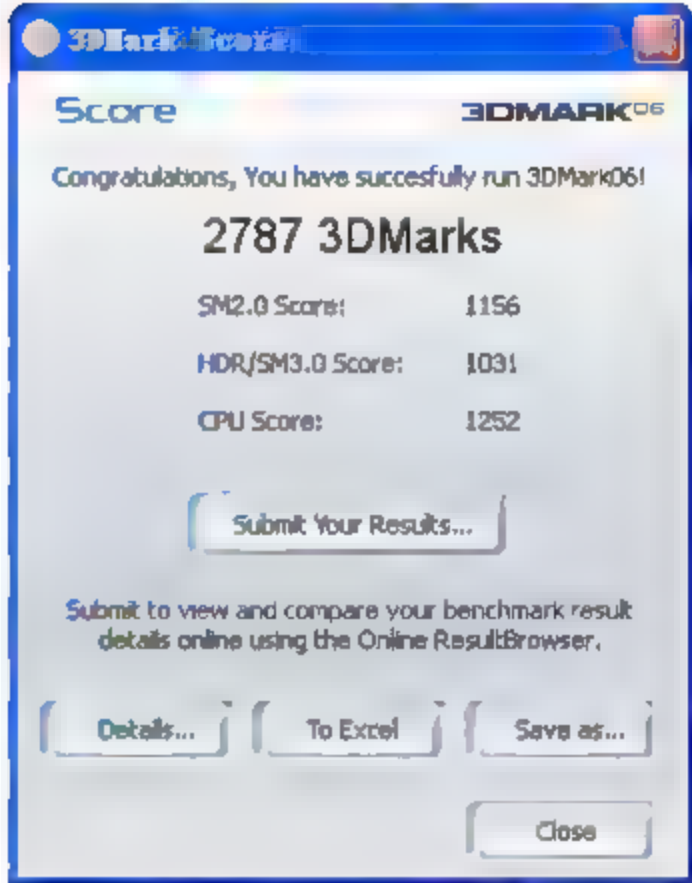 3DMark Score
Score
3DMARK06
Congratulations, You have succesfully run 3DMark06!
2787 3DMarks
SM2.0 Score: 1156
HDR/SM3.0 Score: 1031
CPU Score: 1252
Submit Your Results...
Submit to view and compare your benchmark result
details online using the Online ResultBrowser.
Details... To Excel Save as...
Close